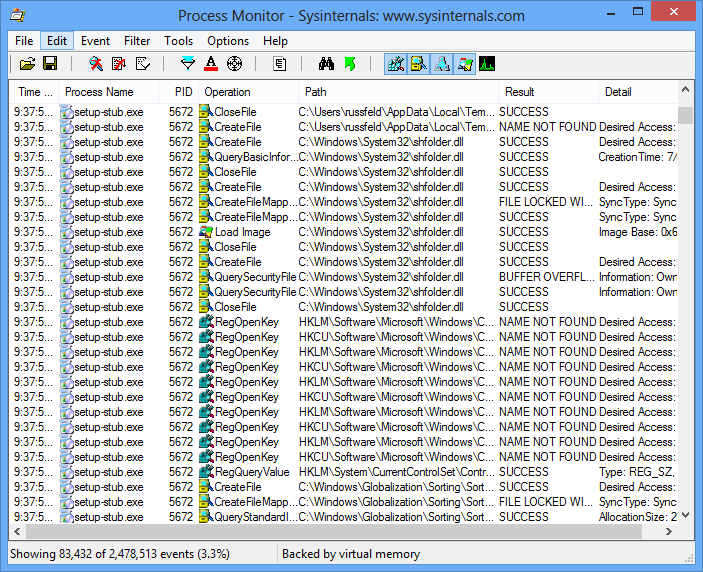 Process Monitor - Sysinternals: www.sysinternals.com
File Edit Event Filter Tools Options Help
Time ... Process Name PID Operation Path Result Detail
9:37:5... setup-stub.exe 5672 CloseFile C:\Users\russfeld\AppData\Local\Tem... SUCCESS
9:37:5... setup-stub.exe 5672 CreateFile C:\Users\russfeld\AppData\Local\Tem... NAME NOT FOUND Desired Access:
9:37:5... setup-stub.exe 5672 CreateFile C:\Windows\System32\shfolder.dll SUCCESS Desired Access:
9:37:5... setup-stub.exe 5672 QueryBasicInfor... C:\Windows\System32\shfolder.dll SUCCESS CreationTime: 7/
9:37:5... setup-stub.exe 5672 CloseFile C:\Windows\System32\shfolder.dll SUCCESS
9:37:5... setup-stub.exe 5672 CreateFile C:\Windows\System32\shfolder.dll SUCCESS Desired Access:
9:37:5... setup-stub.exe 5672 CreateFileMapp... C:\Windows\System32\shfolder.dll FILE LOCKED WI... SyncType: Sync
9:37:5... setup-stub.exe 5672 CreateFileMapp... C:\Windows\System32\shfolder.dll SUCCESS SyncType: Sync
9:37:5... setup-stub.exe 5672 Load Image C:\Windows\System32\shfolder.dll SUCCESS Image Base: 0x6
9:37:5... setup-stub.exe 5672 CloseFile C:\Windows\System32\shfolder.dll SUCCESS
9:37:5... setup-stub.exe 5672 CreateFile C:\Windows\System32\shfolder.dll SUCCESS Desired Access:
9:37:5... setup-stub.exe 5672 QuerySecurityFile C:\Windows\System32\shfolder.dll BUFFER OVERFL... Information: Own
9:37:5... setup-stub.exe 5672 QuerySecurityFile C:\Windows\System32\shfolder.dll SUCCESS Information: Own
9:37:5... setup-stub.exe 5672 CloseFile C:\Windows\System32\shfolder.dll SUCCESS
9:37:5... setup-stub.exe 5672 RegOpenKey HKLM\Software\Microsoft\Windows\C... NAME NOT FOUND Desired Access:
9:37:5... setup-stub.exe 5672 RegOpenKey HKCU\Software\Microsoft\Windows\C... NAME NOT FOUND Desired Access:
9:37:5... setup-stub.exe 5672 RegOpenKey HKLM\Software\Microsoft\Windows\C... NAME NOT FOUND Desired Access:
9:37:5... setup-stub.exe 5672 RegOpenKey HKCU\Software\Microsoft\Windows\C... NAME NOT FOUND Desired Access:
9:37:5... setup-stub.exe 5672 RegOpenKey HKLM\Software\Microsoft\Windows\C... NAME NOT FOUND Desired Access:
9:37:5... setup-stub.exe 5672 RegOpenKey HKCU\Software\Microsoft\Windows\C... NAME NOT FOUND Desired Access:
9:37:5... setup-stub.exe 5672 RegOpenKey HKLM\Software\Microsoft\Windows\C... NAME NOT FOUND Desired Access:
9:37:5... setup-stub.exe 5672 RegOpenKey HKCU\Software\Microsoft\Windows\C... NAME NOT FOUND Desired Access:
9:37:5... setup-stub.exe 5672 RegOpenKey HKLM\Software\Microsoft\Windows\C... NAME NOT FOUND Desired Access:
9:37:5... setup-stub.exe 5672 RegOpenKey HKCU\Software\Microsoft\Windows\C... NAME NOT FOUND Desired Access:
9:37:5... setup-stub.exe 5672 RegQueryValue HKLM\System\CurrentControlSet\Contr... SUCCESS Type: REG_SZ,
9:37:5... setup-stub.exe 5672 CreateFile C:\Windows\Globalization\Sorting\Sort... SUCCESS Desired Access:
9:37:5... setup-stub.exe 5672 CreateFileMapp... C:\Windows\Globalization\Sorting\Sort... FILE LOCKED WI... SyncType: Sync
9:37:5... setup-stub.exe 5672 QueryStandardI... C:\Windows\Globalization\Sorting\Sort... SUCCESS AllocationSize: 2
Showing 83,432 of 2,478,513 events (3.3%) Backed by virtual memory